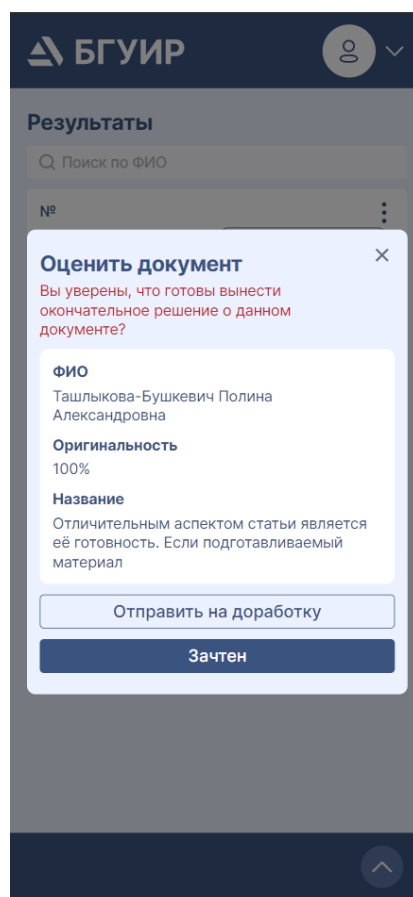 БГУИР
Результаты
Поиск по ФИО
№
Оценить документ
Вы уверены, что готовы вынести
окончательное решение о данном
документе?
ФИО
Ташлыкова-Бушкевич Полина
Александровна
Оригинальность
100%
Название
Отличительным аспектом статьи является
её готовность. Если подготавливаемый
материал
Отправить на доработку
Зачтен